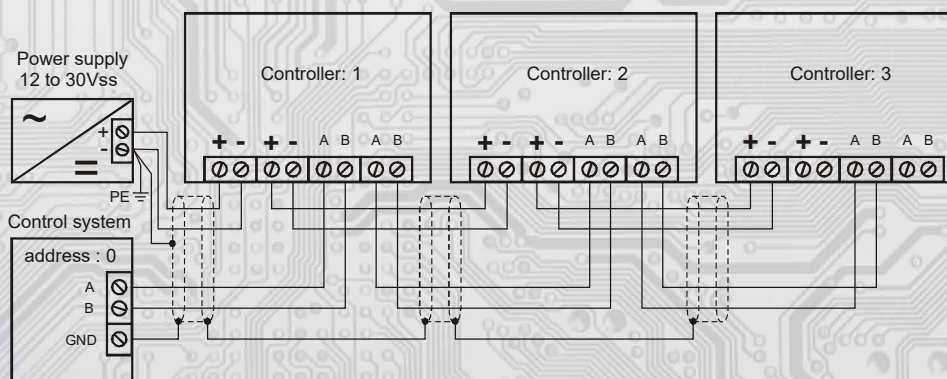 Power supply
12 to 30Vss
+
-
PE
Controller: 1
+ - + - A B A B
Controller: 2
+ - + - A B A B
Controller: 3
+ - + - A B A B
Control system
address : 0
A
B
GND